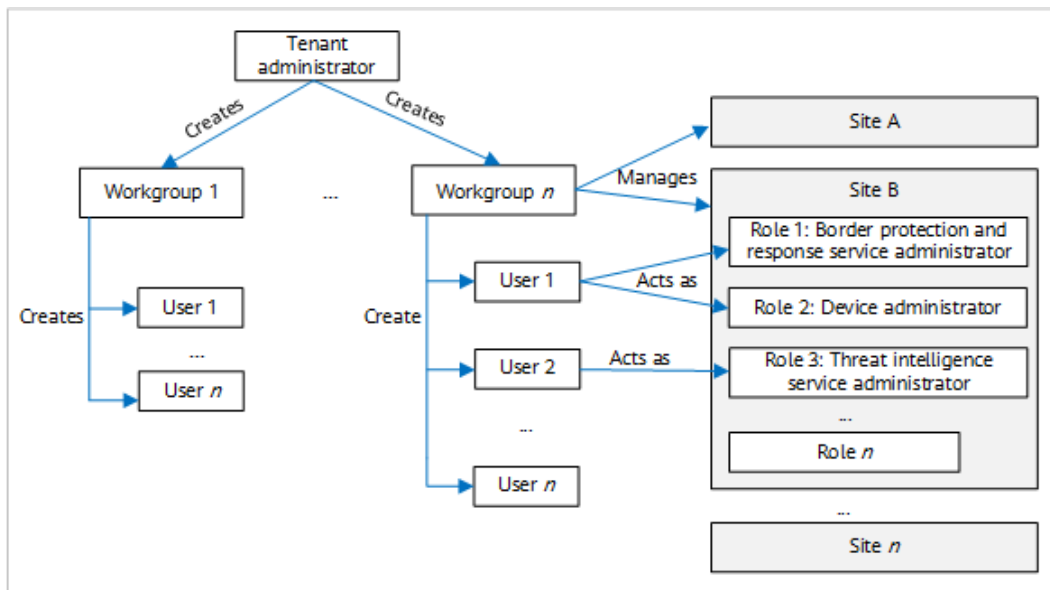 Tenant
administrator
Creates
Creates
Site A
Workgroup 1
...
Workgroup n
Manages
Site B
Role 1: Border protection and
response service administrator
User 1
Acts as
Creates
User 1
Create
Role 2: Device administrator
...
User 2
Acts as
Role 3: Threat intelligence
service administrator
User n
...
...
Role n
User n
...
Site n